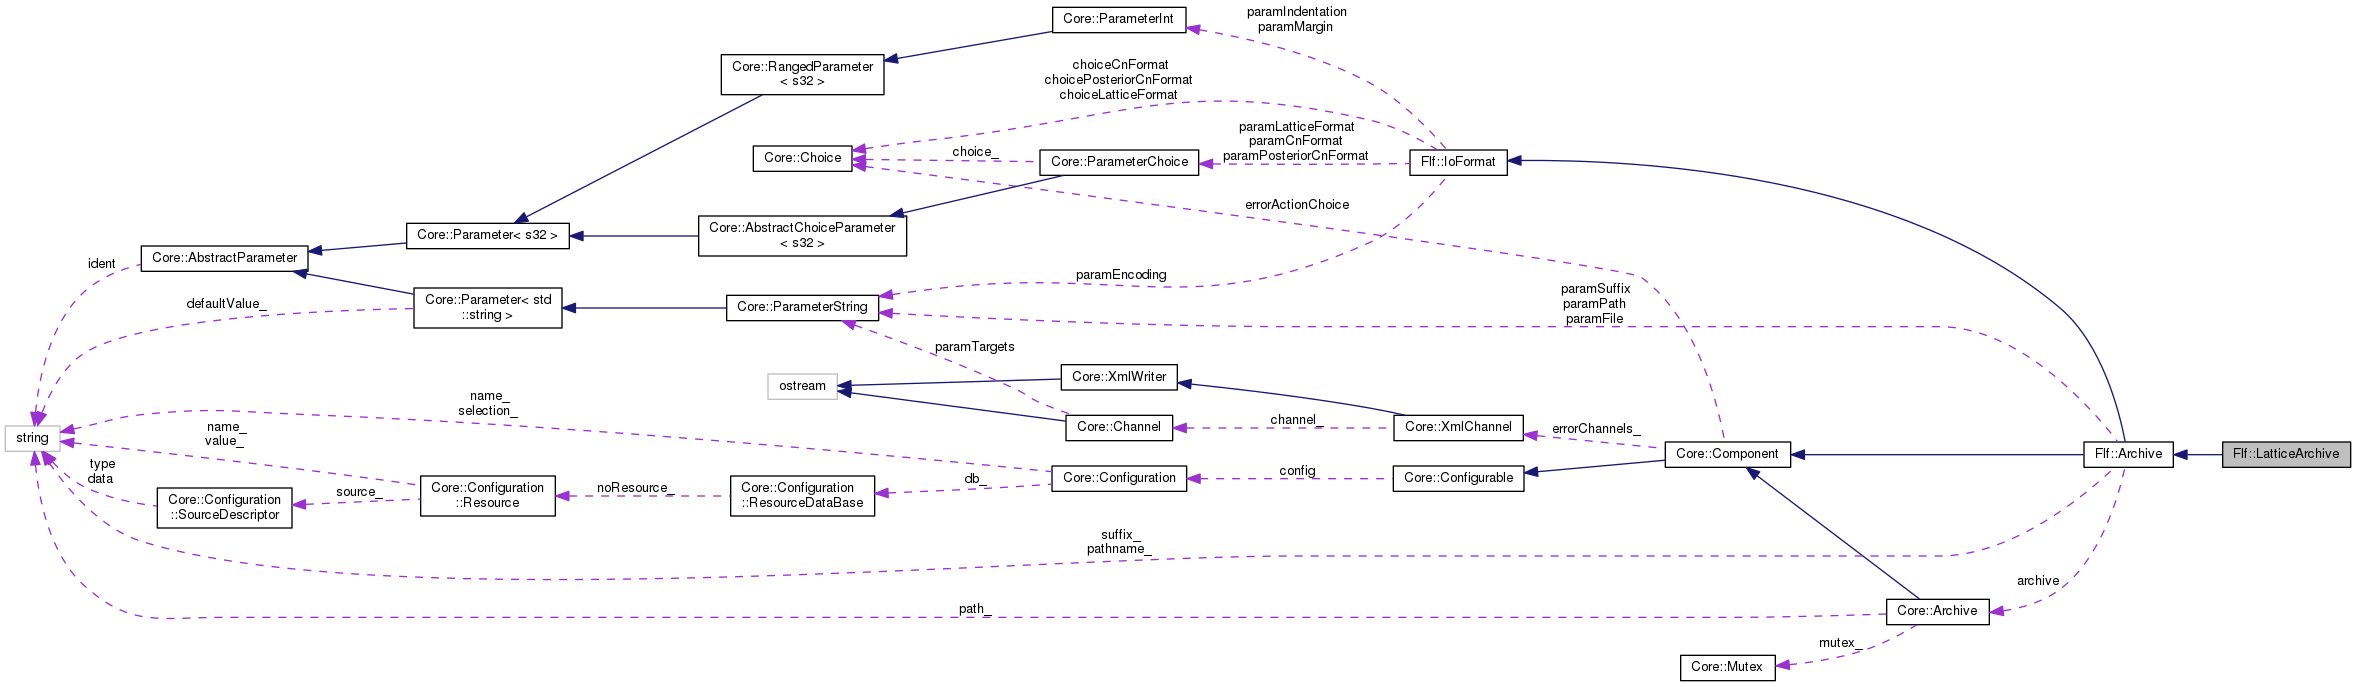 Core::ParameterInt
paramIndentation
paramMargin
Core::RangedParameter
< s32 >
choiceCnFormat
choicePosteriorCnFormat
choiceLatticeFormat
Core::Choice
choice_
Core::ParameterChoice
paramLatticeFormat
paramCnFormat
paramPosteriorCnFormat
Flf::IoFormat
errorActionChoice
Core::Parameter< s32 >
Core::AbstractChoiceParameter
< s32 >
Core::AbstractParameter
ident
defaultValue_
Core::Parameter< std
::string >
Core::ParameterString
paramEncoding
paramSuffix
paramPath
paramFile
paramTargets
ostream
Core::XmlWriter
name_
selection_
Core::Channel
channel_
Core::XmlChannel
errorChannels_
string
name_
value_
Core::Component
Flf::Archive
Flf::LatticeArchive
type
data
Core::Configuration
::SourceDescriptor
source_
Core::Configuration
::Resource
noResource_
Core::Configuration
::ResourceDataBase
db_
Core::Configuration
config
Core::Configurable
suffix_
pathname_
archive
path_
Core::Archive
mutex_
Core::Mutex